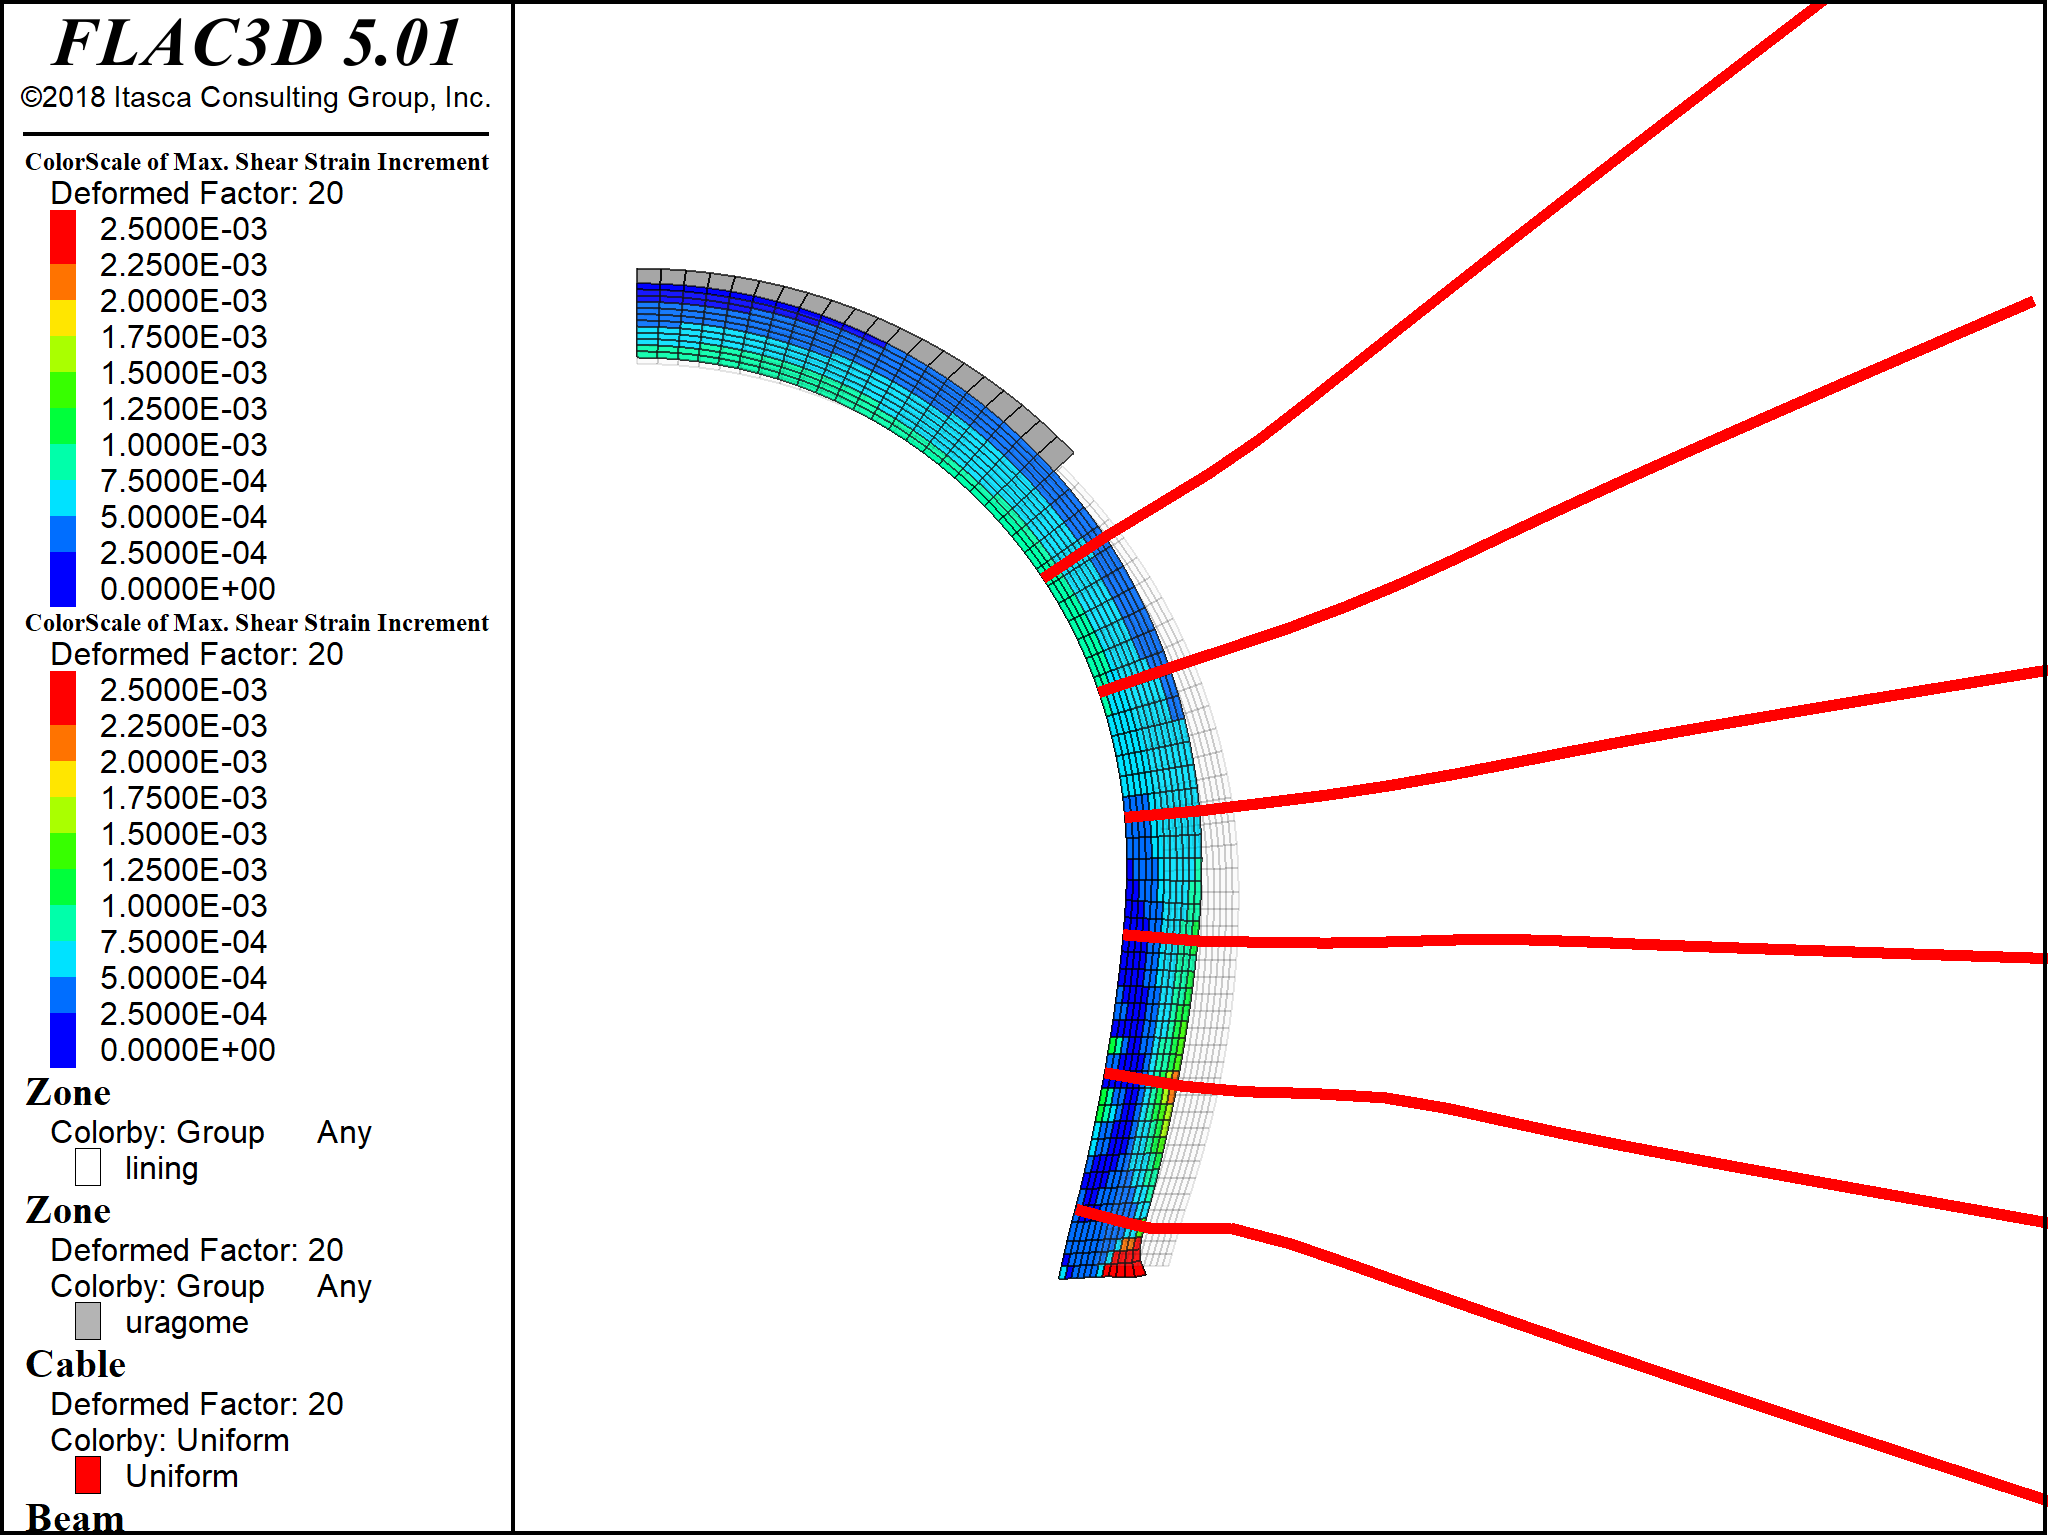 FLAC3D 5.01
©2018 Itasca Consulting Group, Inc.
ColorScale of Max. Shear Strain Increment
Deformed Factor: 20
2.5000E-03
2.2500E-03
2.0000E-03
1.7500E-03
1.5000E-03
1.2500E-03
1.0000E-03
7.5000E-04
5.0000E-04
2.5000E-04
0.0000E+00
ColorScale of Max. Shear Strain Increment
Deformed Factor: 20
2.5000E-03
2.2500E-03
2.0000E-03
1.7500E-03
1.5000E-03
1.2500E-03
1.0000E-03
7.5000E-04
5.0000E-04
2.5000E-04
0.0000E+00
Zone
Colorby: Group Any
lining
Zone
Deformed Factor: 20
Colorby: Group Any
uragome
Cable
Deformed Factor: 20
Colorby: Uniform
Uniform
Beam